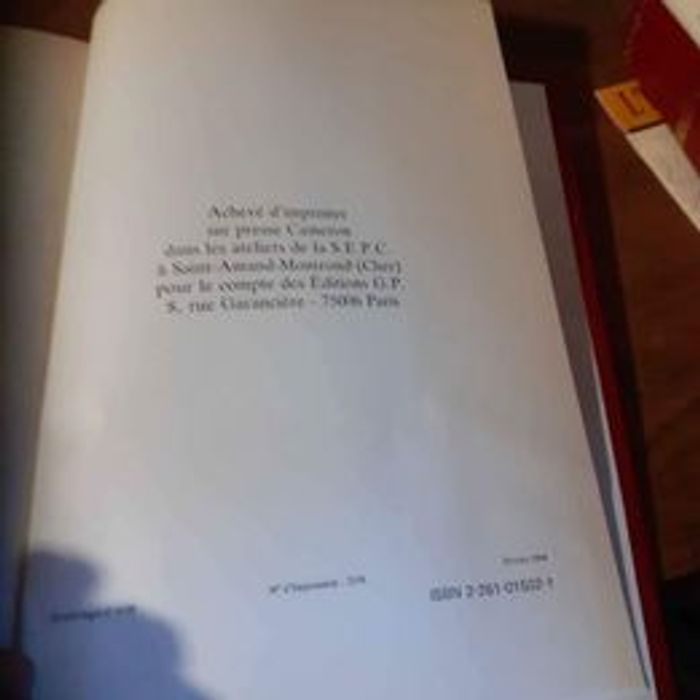 Achevé d'imprimer
sur presse Cameron
dans les ateliers de la S.E.P.C.
à Saint-Amand-Montrond (Cher)
pour le compte des Éditions G.P.
8, rue Garancière - 75006 Paris
N° d'impression :
ISBN 2-261-01502-1
L